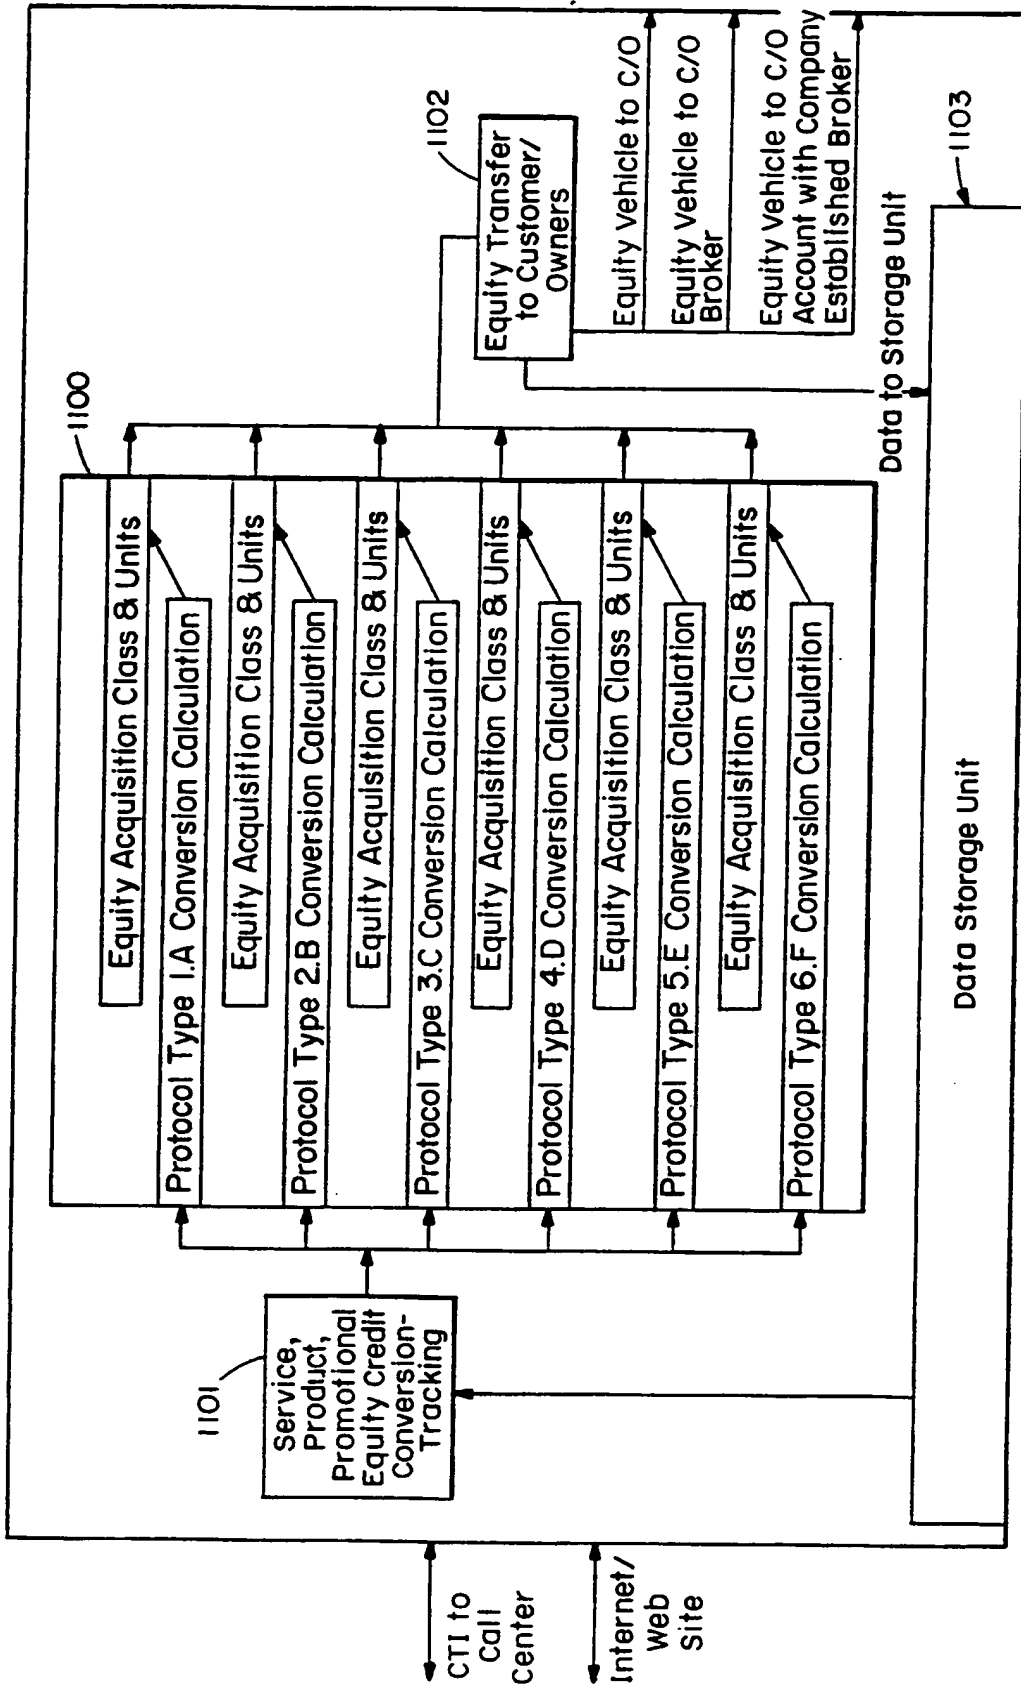 CTI to
Call
Center
Internet/
Web
Site
1101
Service,
Product,
Promotional
Equity Credit
Conversion-
Tracking
1100
Equity Acquisition Class & Units
Protocol Type 1.A Conversion Calculation
Equity Acquisition Class & Units
Protocol Type 2.B Conversion Calculation
Equity Acquisition Class & Units
Protocol Type 3.C Conversion Calculation
Equity Acquisition Class & Units
Protocol Type 4.D Conversion Calculation
Equity Acquisition Class & Units
Protocol Type 5.E Conversion Calculation
Equity Acquisition Class & Units
Protocol Type 6.F Conversion Calculation
1102
Equity Transfer
to Customer/
Owners
Equity Vehicle to C/O
Equity Vehicle to C/O
Broker
Equity Vehicle to C/O
Account with Company
Established Broker
Data to Storage Unit
1103
Data Storage Unit